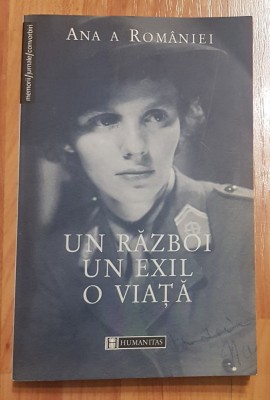 memorii/jurnale/convorbiri
ANA A ROMÂNIEI
UN RĂZBOI
UN EXIL
O VIAȚĂ
H HUMANITAS